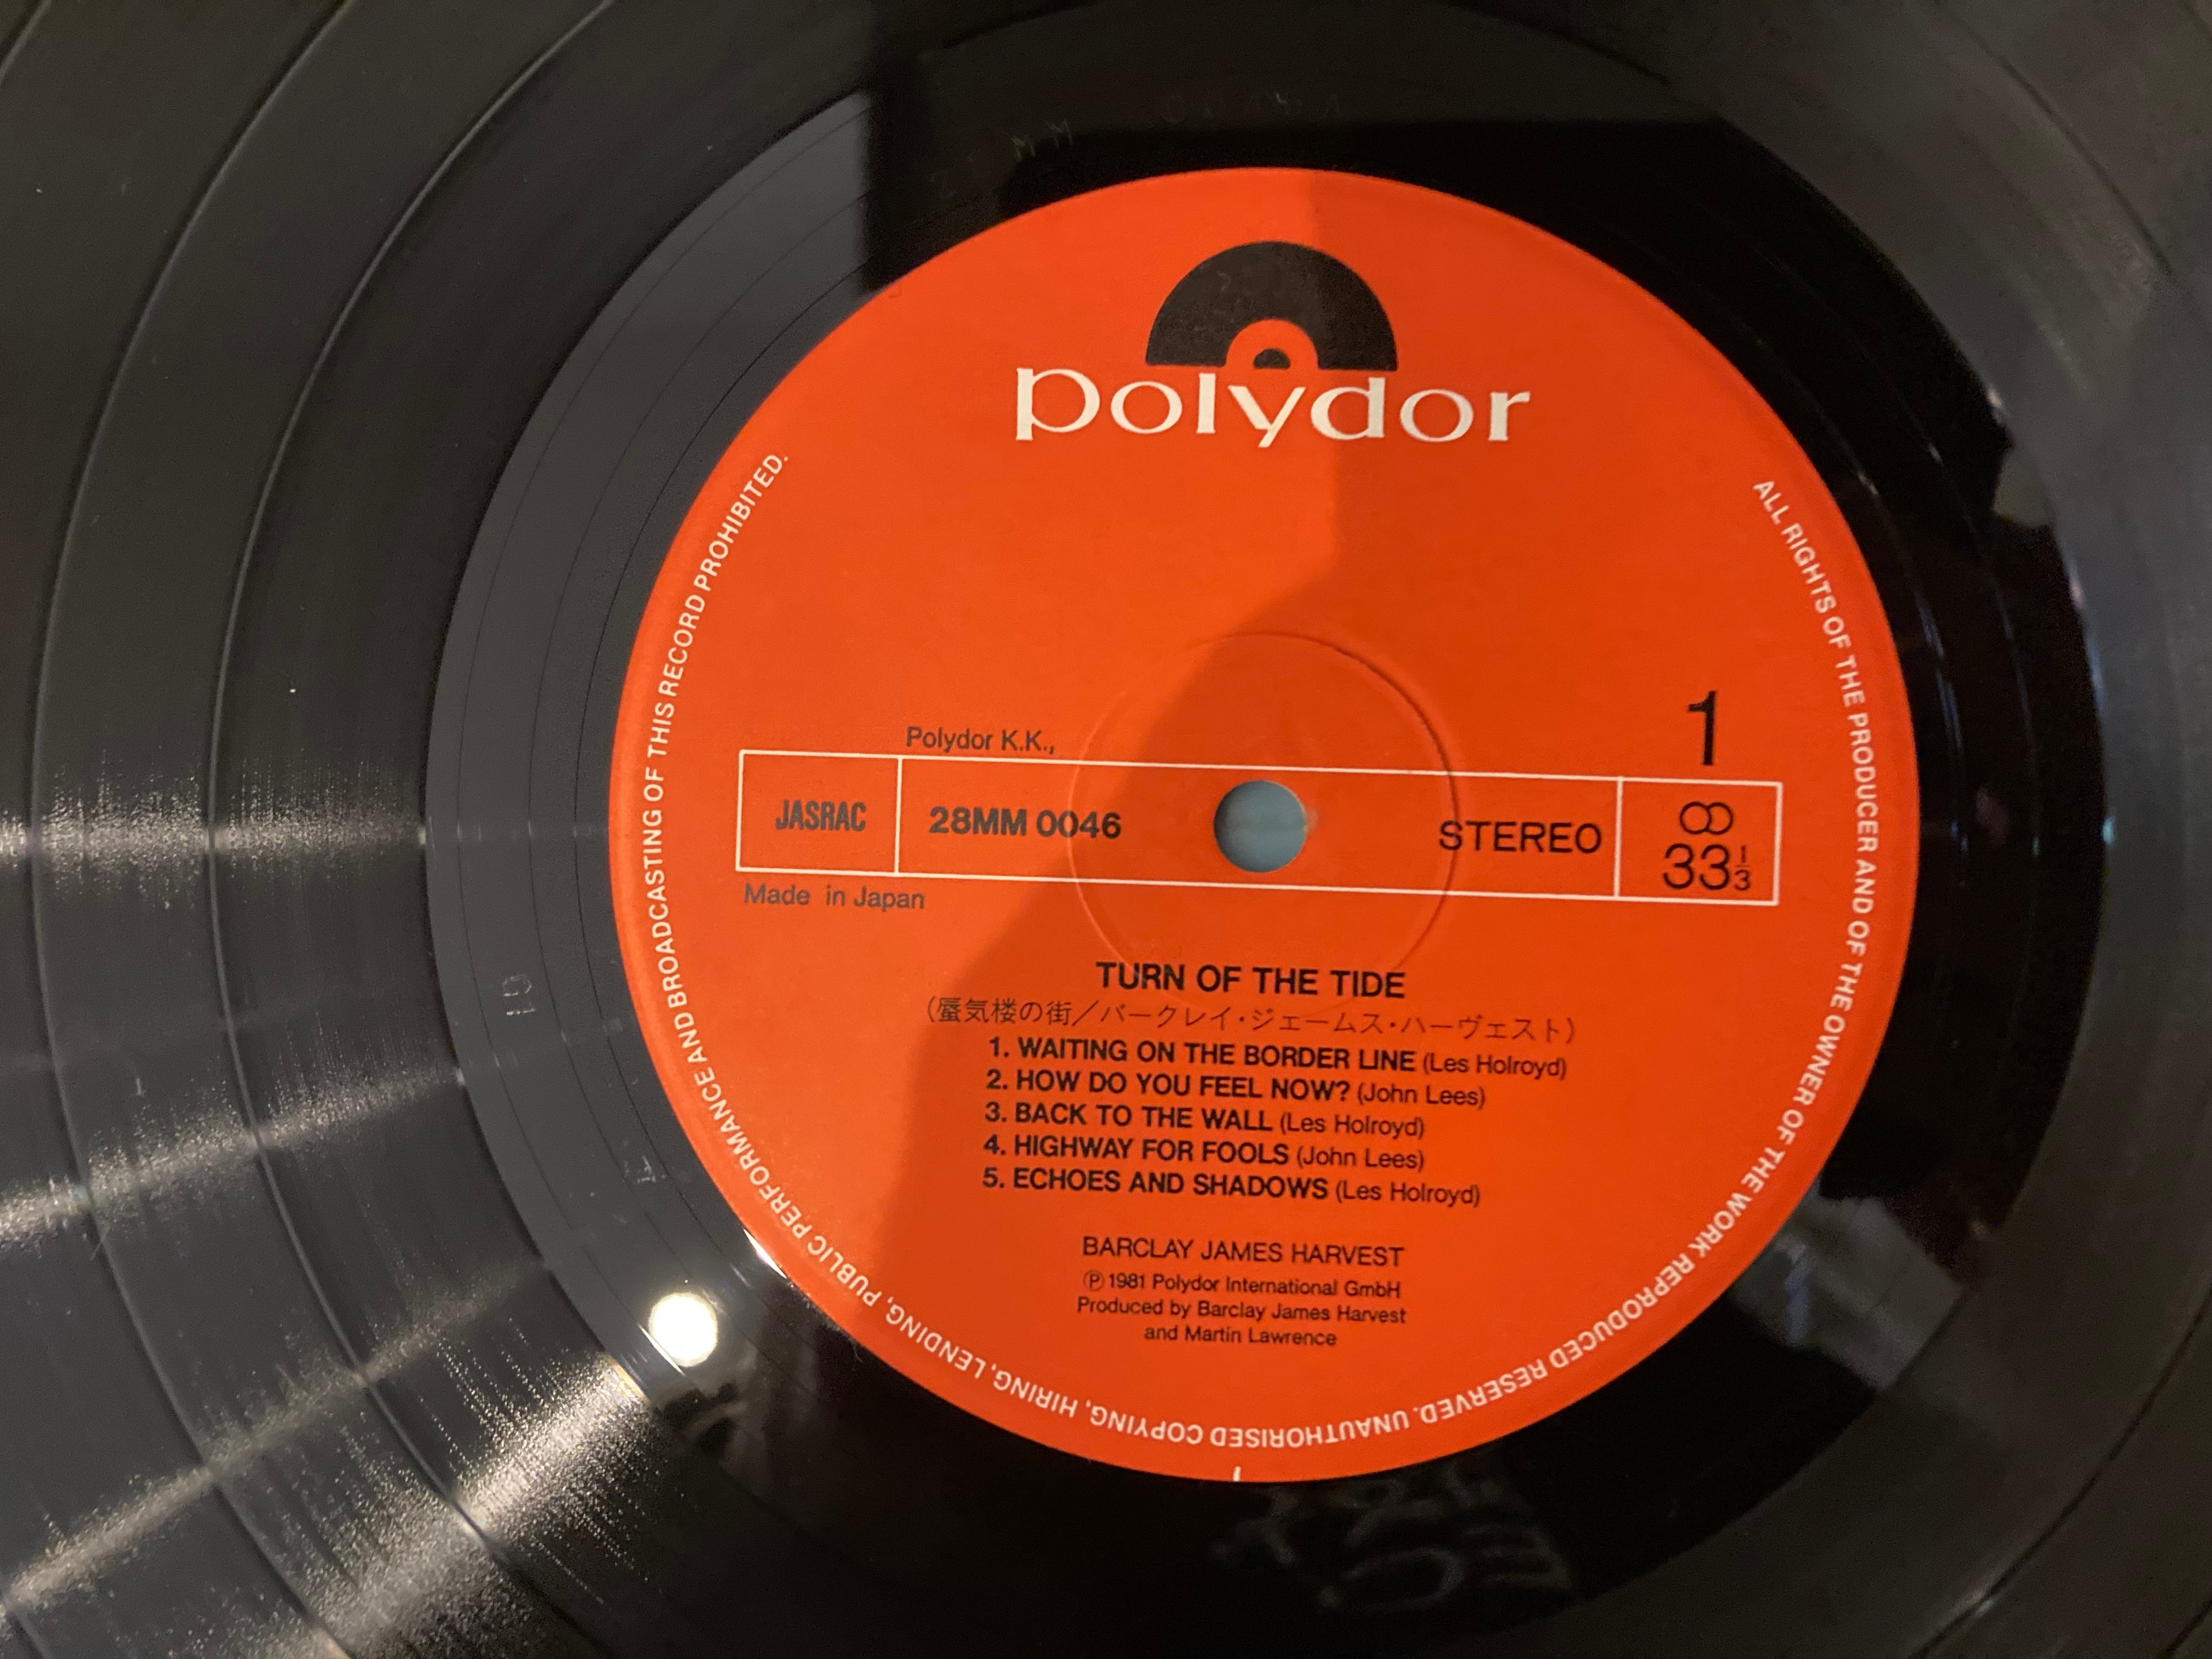 polydor
1
Polydor K.K.,
JASRAC 28MM 0046 STEREO
33 1/3
Made in Japan
TURN OF THE TIDE
(蜃気楼の街/バークレイ・ジェームス・ハーヴェスト)
1. WAITING ON THE BORDER LINE (Les Holroyd)
2. HOW DO YOU FEEL NOW? (John Lees)
3. BACK TO THE WALL (Les Holroyd)
4. HIGHWAY FOR FOOLS (John Lees)
5. ECHOES AND SHADOWS (Les Holroyd)
BARCLAY JAMES HARVEST
Ⓟ 1981 Polydor International GmbH
Produced by Barclay James Harvest
and Martin Lawrence
ALL RIGHTS OF THE PRODUCER AND OF THE OWNER OF THE WORK REPRODUCED RESERVED. UNAUTHORISED COPYING, HIRING, LENDING, PUBLIC PERFORMANCE AND BROADCASTING OF THIS RECORD PROHIBITED.